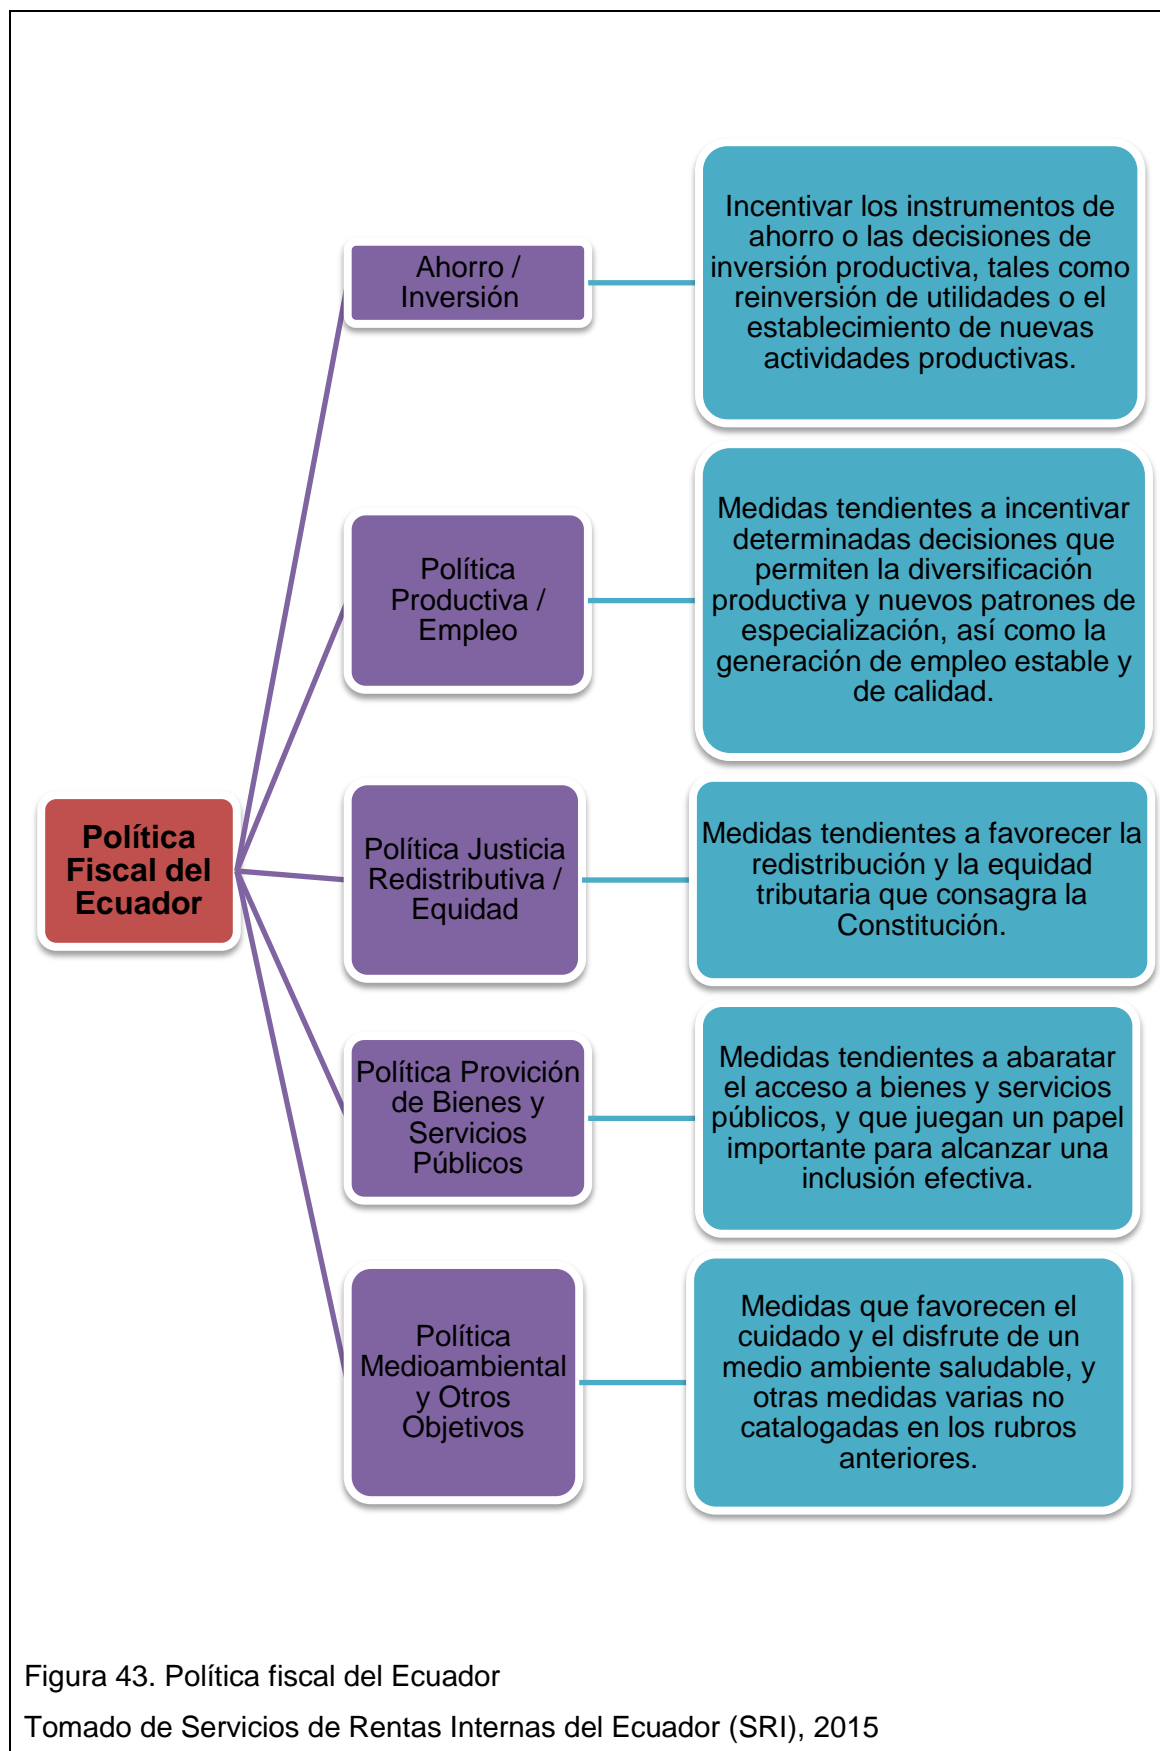 Política
Fiscal del
Ecuador
Ahorro /
Inversión
Incentivar los instrumentos de
ahorro o las decisiones de
inversión productiva, tales como
reinversión de utilidades o el
establecimiento de nuevas
actividades productivas.
Política
Productiva /
Empleo
Medidas tendientes a incentivar
determinadas decisiones que
permiten la diversificación
productiva y nuevos patrones de
especialización, así como la
generación de empleo estable y
de calidad.
Política Justicia
Redistributiva /
Equidad
Medidas tendientes a favorecer la
redistribución y la equidad
tributaria que consagra la
Constitución.
Política Provición
de Bienes y
Servicios
Públicos
Medidas tendientes a abaratar
el acceso a bienes y servicios
públicos, y que juegan un papel
importante para alcanzar una
inclusión efectiva.
Política
Medioambiental
y Otros
Objetivos
Medidas que favorecen el
cuidado y el disfrute de un
medio ambiente saludable, y
otras medidas varias no
catalogadas en los rubros
anteriores.
Figura 43. Política fiscal del Ecuador
Tomado de Servicios de Rentas Internas del Ecuador (SRI), 2015